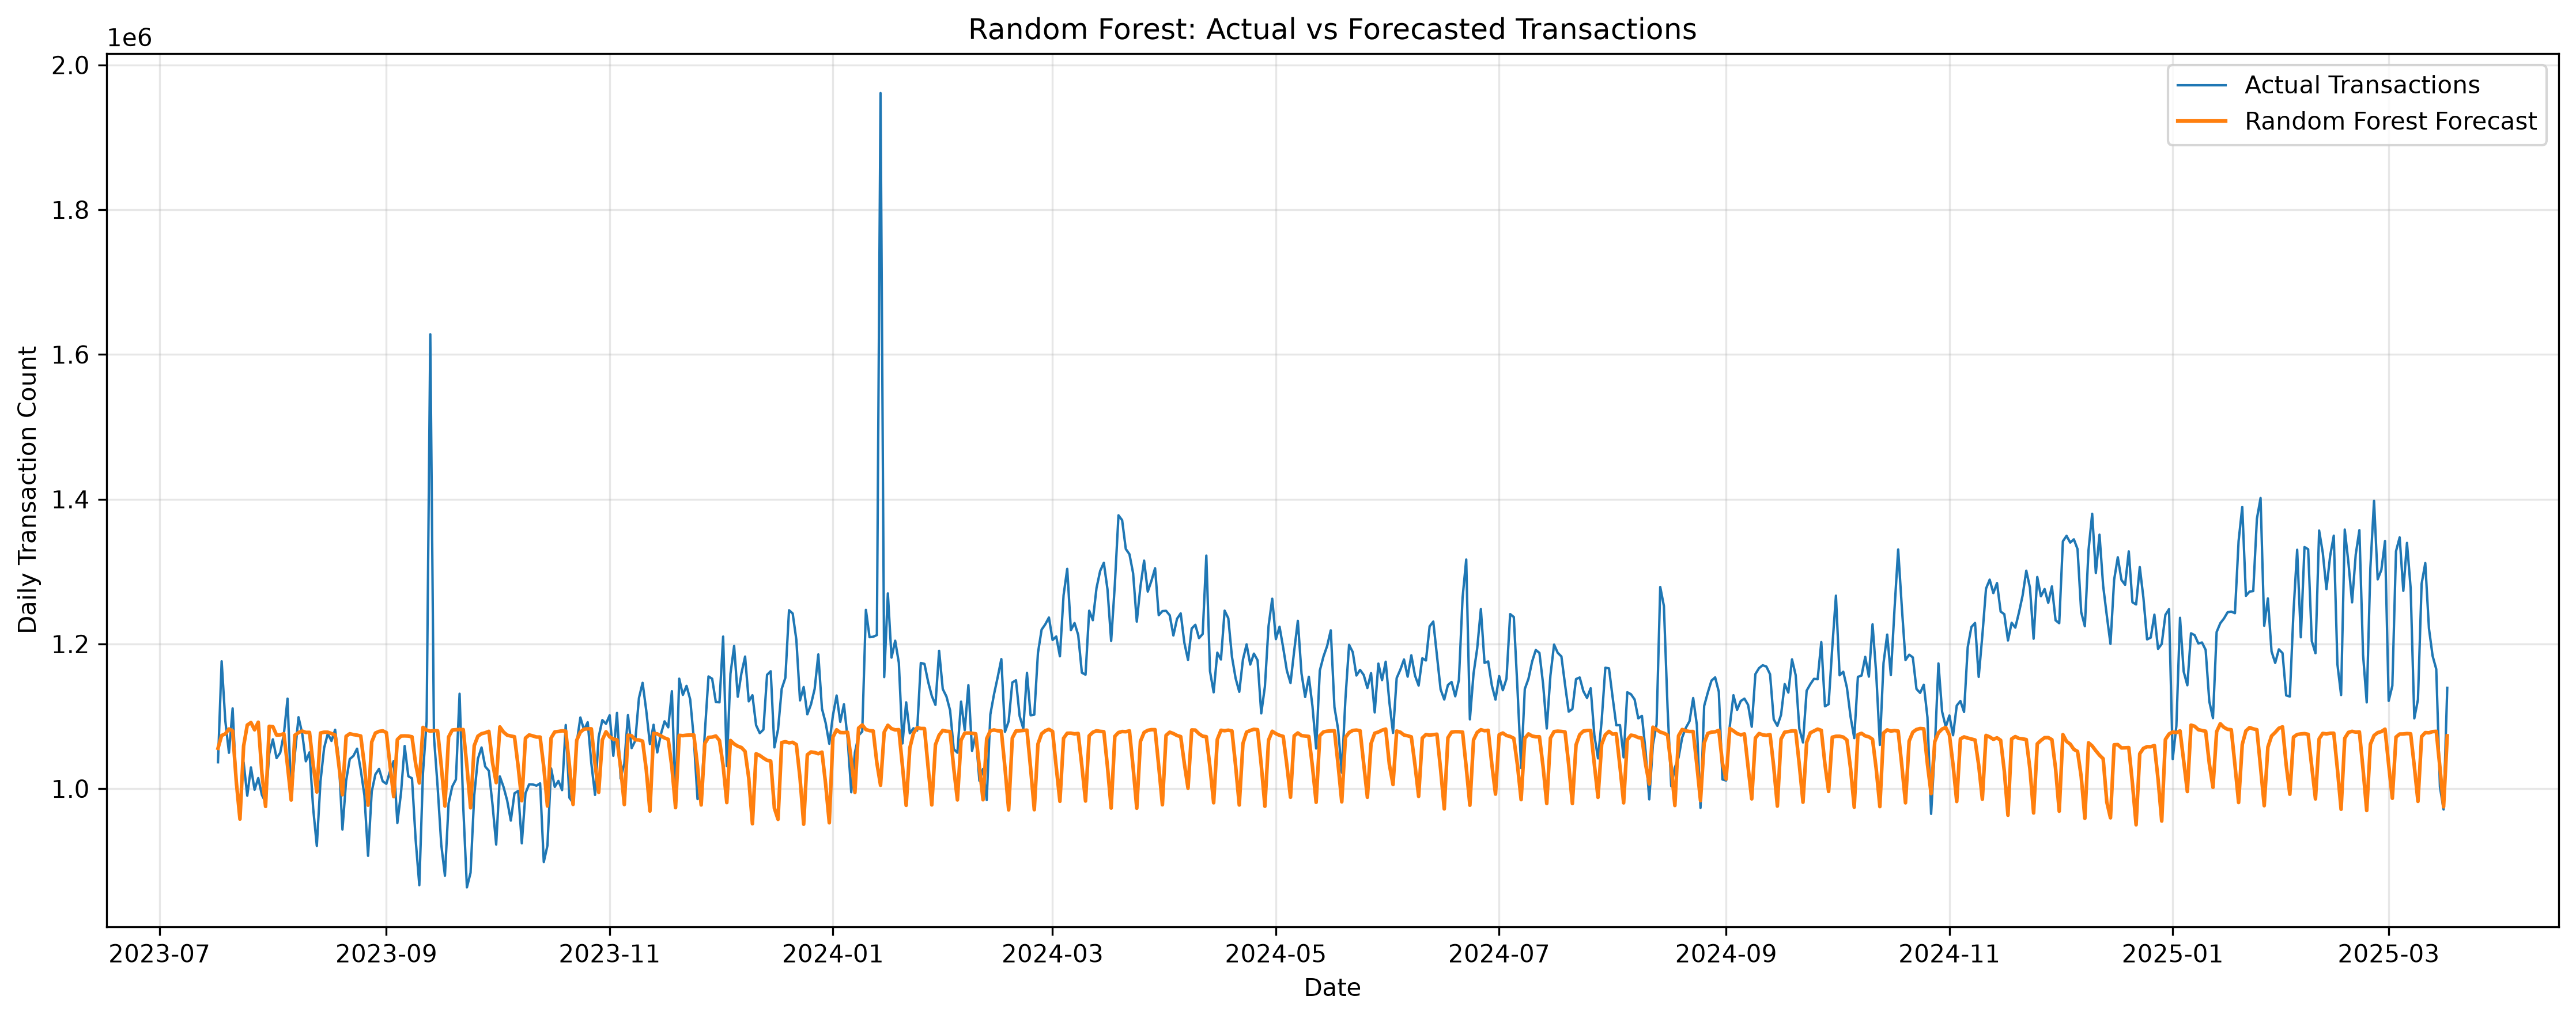 Random Forest: Actual vs Forecasted Transactions
1e6
2.0
1.8
1.6
1.4
1.2
1.0
Daily Transaction Count
Actual Transactions
Random Forest Forecast
2023-07 2023-09 2023-11 2024-01 2024-03 2024-05 2024-07 2024-09 2024-11 2025-01 2025-03
Date